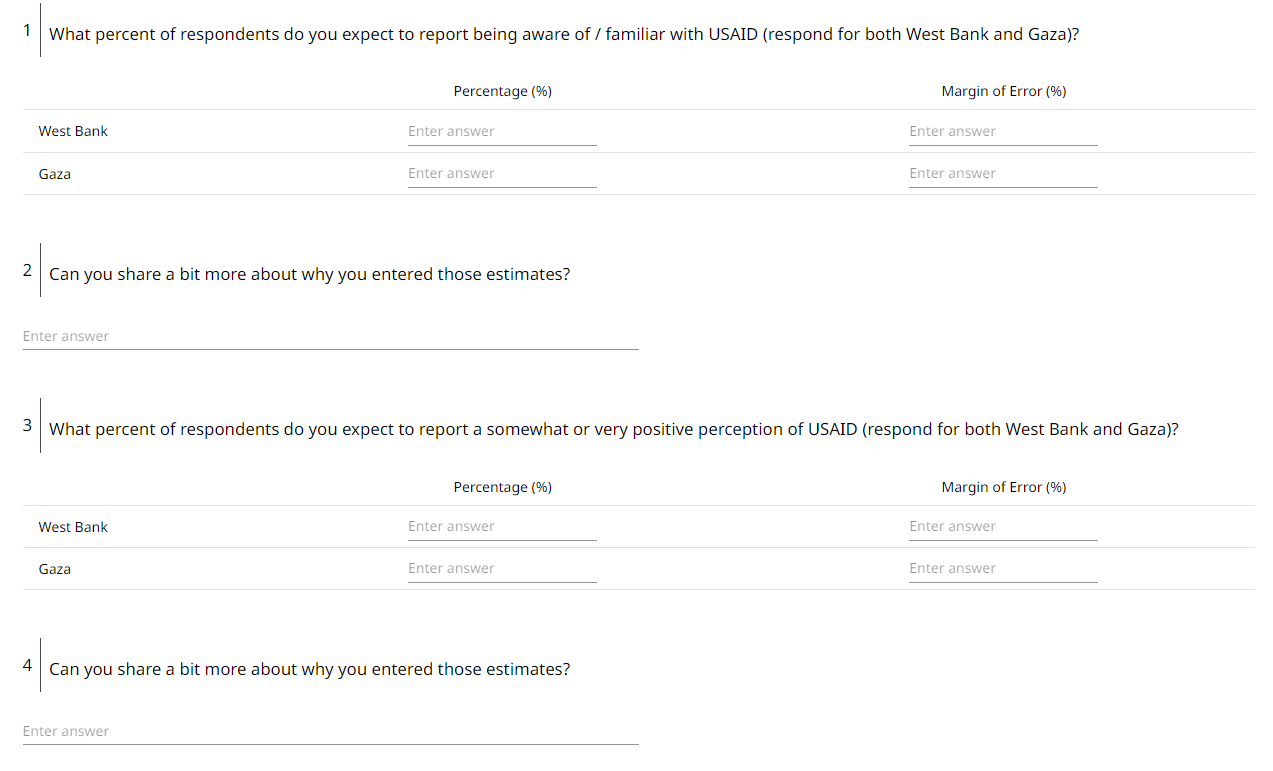 1 What percent of respondents do you expect to report being aware of / familiar with USAID (respond for both West Bank and Gaza)?
Percentage (%) Margin of Error (%)
West Bank Enter answer Enter answer
Gaza Enter answer Enter answer
2 Can you share a bit more about why you entered those estimates?
Enter answer
3 What percent of respondents do you expect to report a somewhat or very positive perception of USAID (respond for both West Bank and Gaza)?
Percentage (%) Margin of Error (%)
West Bank Enter answer Enter answer
Gaza Enter answer Enter answer
4 Can you share a bit more about why you entered those estimates?
Enter answer